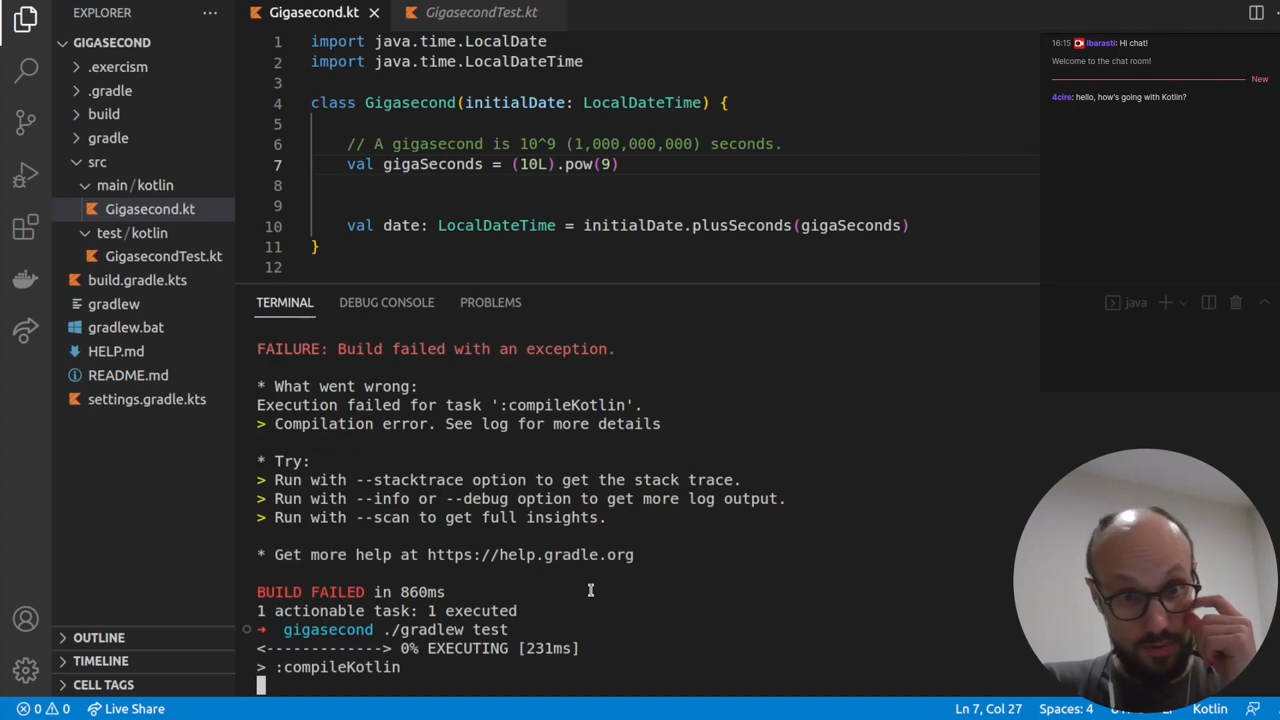 EXPLORER
GIGASECOND
.exercism
.gradle
build
gradle
src
main/kotlin
Gigasecond.kt
test/kotlin
GigasecondTest.kt
build.gradle.kts
gradlew
gradlew.bat
HELP.md
README.md
settings.gradle.kts
OUTLINE
TIMELINE
CELL TAGS
Gigasecond.kt
GigasecondTest.kt
1 import java.time.LocalDate
2 import java.time.LocalDateTime
3
4 class Gigasecond(initialDate: LocalDateTime) {
5
6 // A gigasecond is 10^9 (1,000,000,000) seconds.
7 val gigaSeconds = (10L).pow(9)
8
9
10 val date: LocalDateTime = initialDate.plusSeconds(gigaSeconds)
11 }
12
TERMINAL DEBUG CONSOLE PROBLEMS
java
FAILURE: Build failed with an exception.
* What went wrong:
Execution failed for task ':compileKotlin'.
> Compilation error. See log for more details
* Try:
> Run with --stacktrace option to get the stack trace.
> Run with --info or --debug option to get more log output.
> Run with --scan to get full insights.
* Get more help at https://help.gradle.org
BUILD FAILED in 860ms
1 actionable task: 1 executed
→ gigasecond ./gradlew test
<-------------> 0% EXECUTING [231ms]
> :compileKotlin
16:15 ibarasti: Hi chat!
Welcome to the chat room!
New
4cire: hello, how's going with Kotlin?
0 0 Live Share
Ln 7, Col 27 Spaces: 4 Kotlin